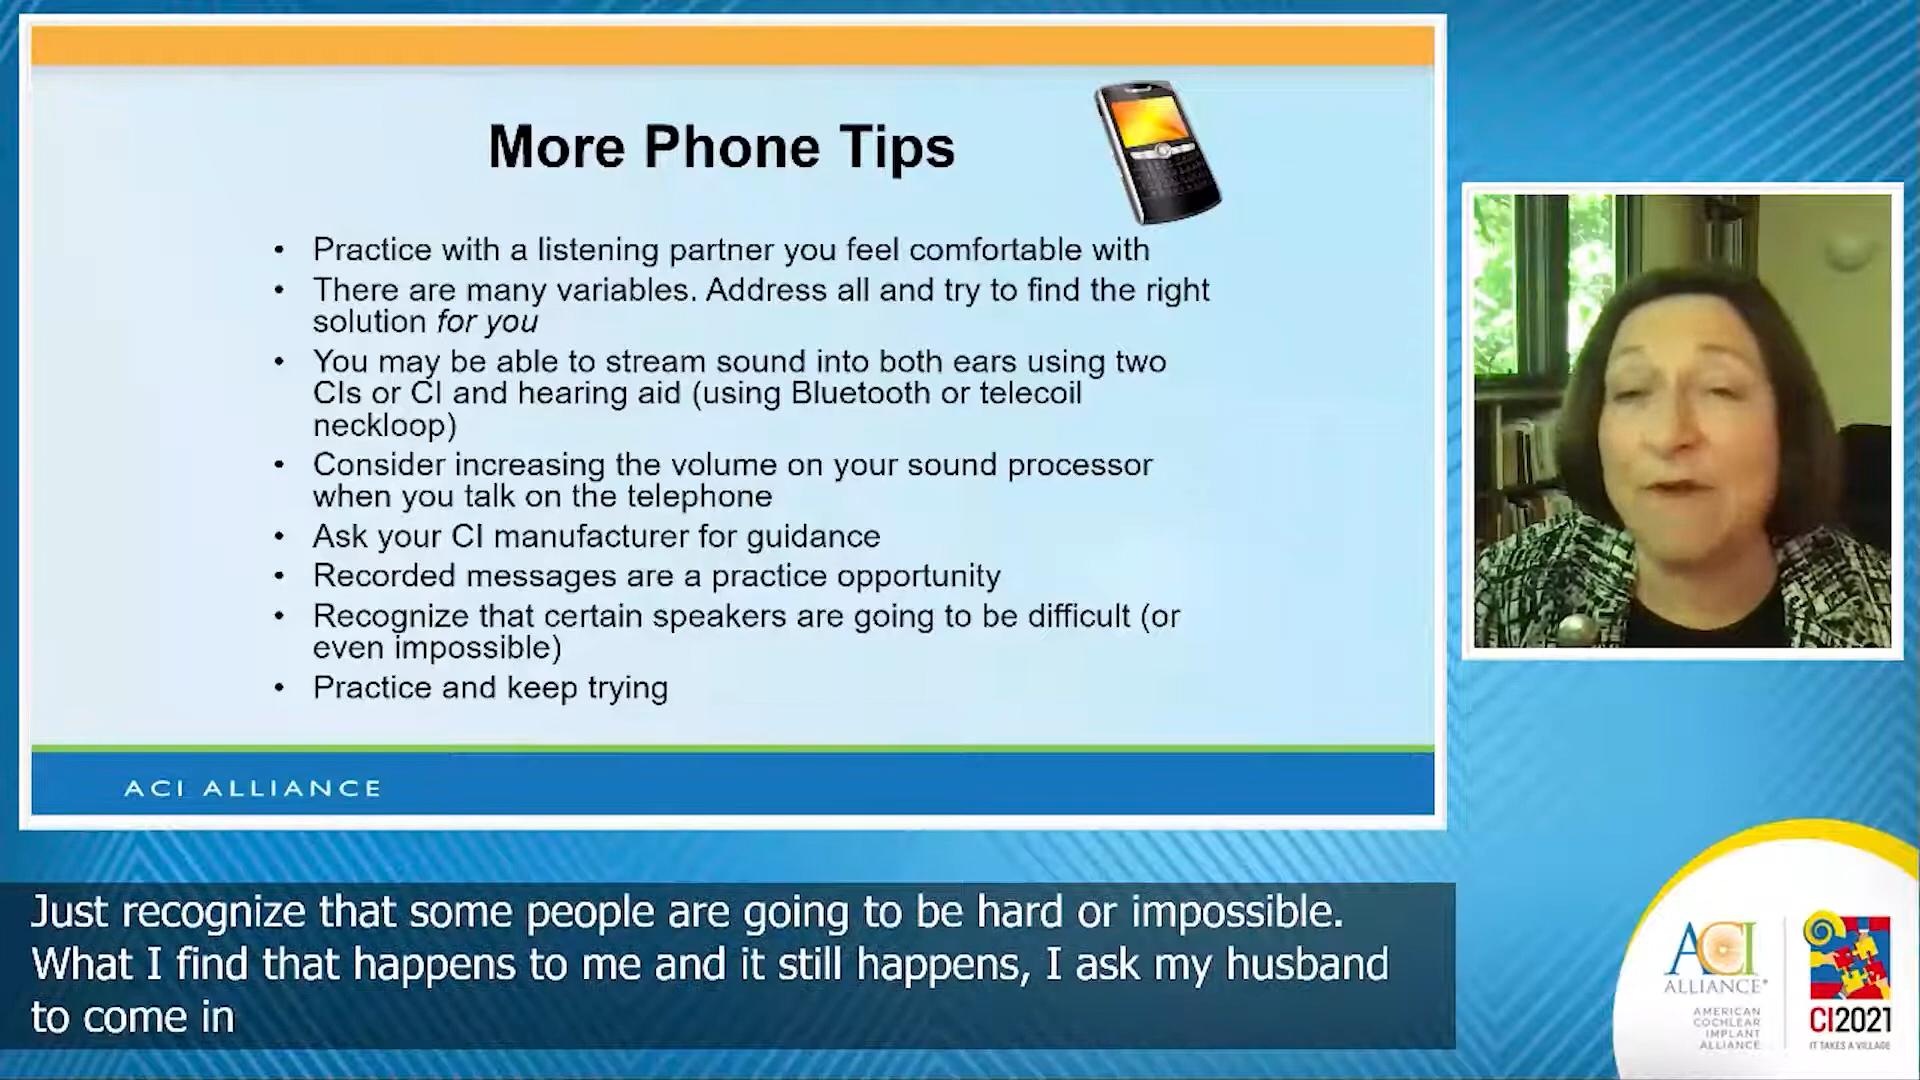 More Phone Tips
• Practice with a listening partner you feel comfortable with
• There are many variables. Address all and try to find the right
solution for you
• You may be able to stream sound into both ears using two
CIs or CI and hearing aid (using Bluetooth or telecoil
neckloop)
• Consider increasing the volume on your sound processor
when you talk on the telephone
• Ask your CI manufacturer for guidance
• Recorded messages are a practice opportunity
• Recognize that certain speakers are going to be difficult (or
even impossible)
• Practice and keep trying
ACI ALLIANCE
Just recognize that some people are going to be hard or impossible.
What I find that happens to me and it still happens, I ask my husband
to come in
ACI
ALLIANCE®
AMERICAN
COCHLEAR
IMPLANT
ALLIANCE
CI2021
IT TAKES A VILLAGE